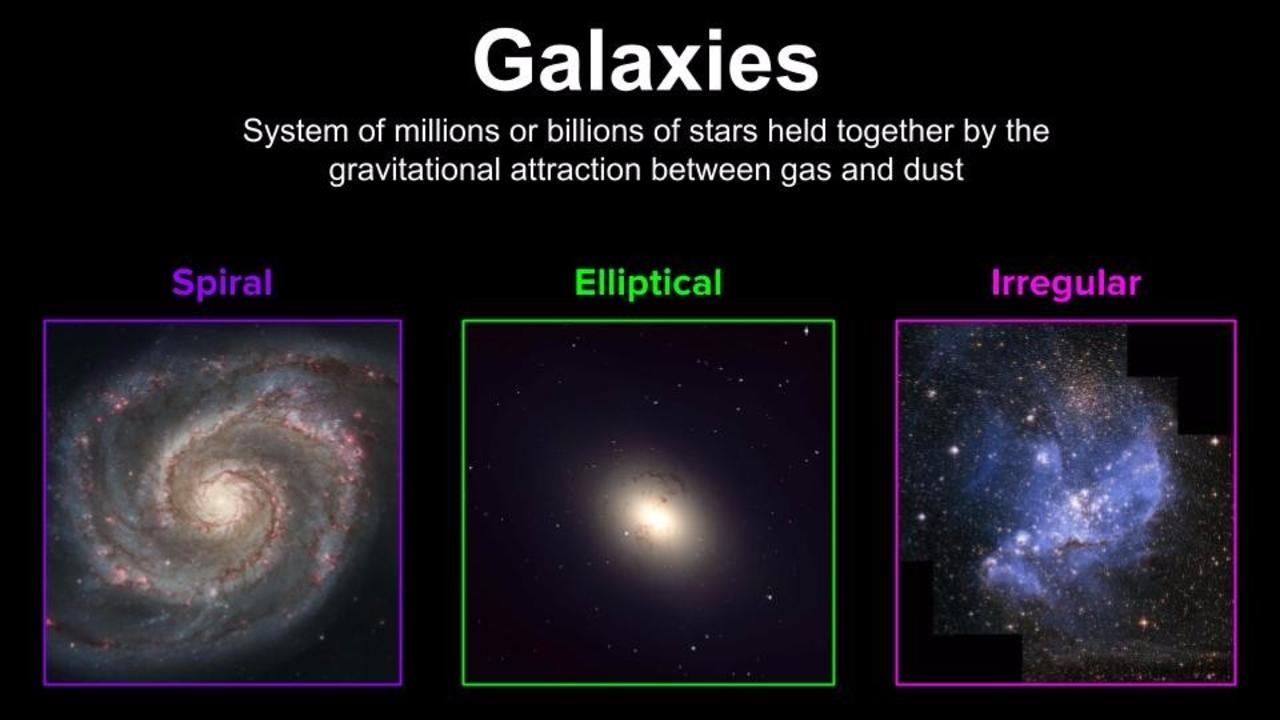 Galaxies
System of millions or billions of stars held together by the
gravitational attraction between gas and dust
Spiral
Elliptical
Irregular